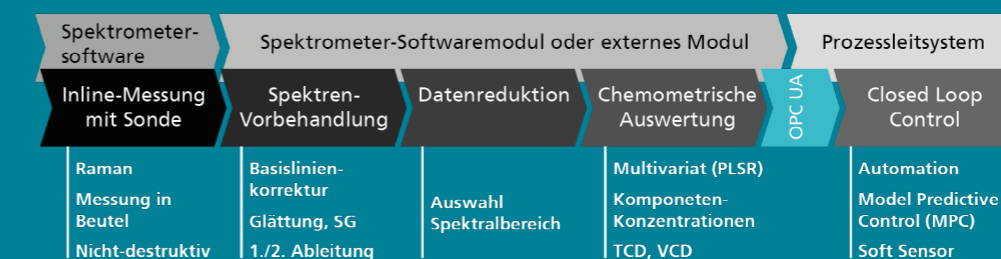 Spektrometer-
software
Spektrometer-Softwaremodul oder externes Modul
Prozessleitsystem
Inline-Messung
mit Sonde
Spektren-
Vorbehandlung
Datenreduktion
Chemometrische
Auswertung
OPC UA
Closed Loop
Control
Raman
Messung in
Beutel
Nicht-destruktiv
Basislinien-
korrektur
Glättung, SG
1./2. Ableitung
Auswahl
Spektralbereich
Multivariat (PLSR)
Komponeten-
Konzentrationen
TCD, VCD
Automation
Model Predictive
Control (MPC)
Soft Sensor